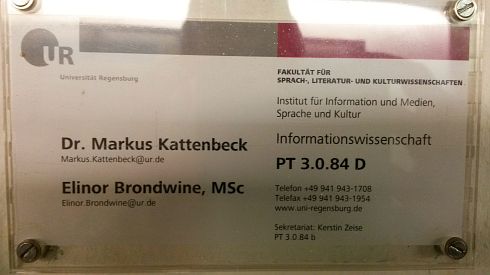 UR
Universität Regensburg
FAKULTÄT FÜR
SPRACH-, LITERATUR- UND KULTURWISSENSCHAFTEN
Institut für Information und Medien,
Sprache und Kultur
Dr. Markus Kattenbeck
Markus.Kattenbeck@ur.de
Elinor Brondwine, MSc
Elinor.Brondwine@ur.de
Informationswissenschaft
PT 3.0.84 D
Telefon +49 941 943-1708
Telefax +49 941 943-1954
www.uni-regensburg.de
Sekretariat: Kerstin Zeise
PT 3.0.84 b